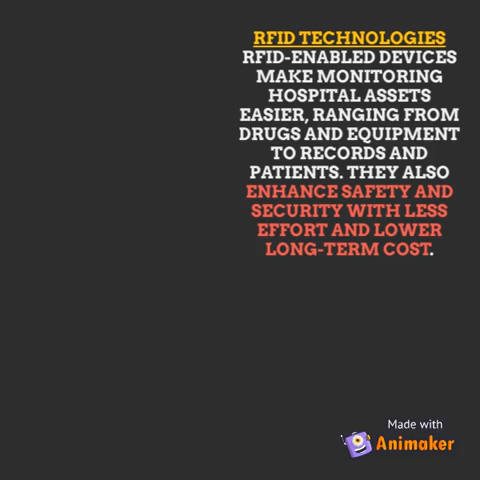 RFID TECHNOLOGIES
RFID-ENABLED DEVICES
MAKE MONITORING
HOSPITAL ASSETS
EASIER, RANGING FROM
DRUGS AND EQUIPMENT
TO RECORDS AND
PATIENTS. THEY ALSO
ENHANCE SAFETY AND
SECURITY WITH LESS
EFFORT AND LOWER
LONG-TERM COST.
Made with
Animaker